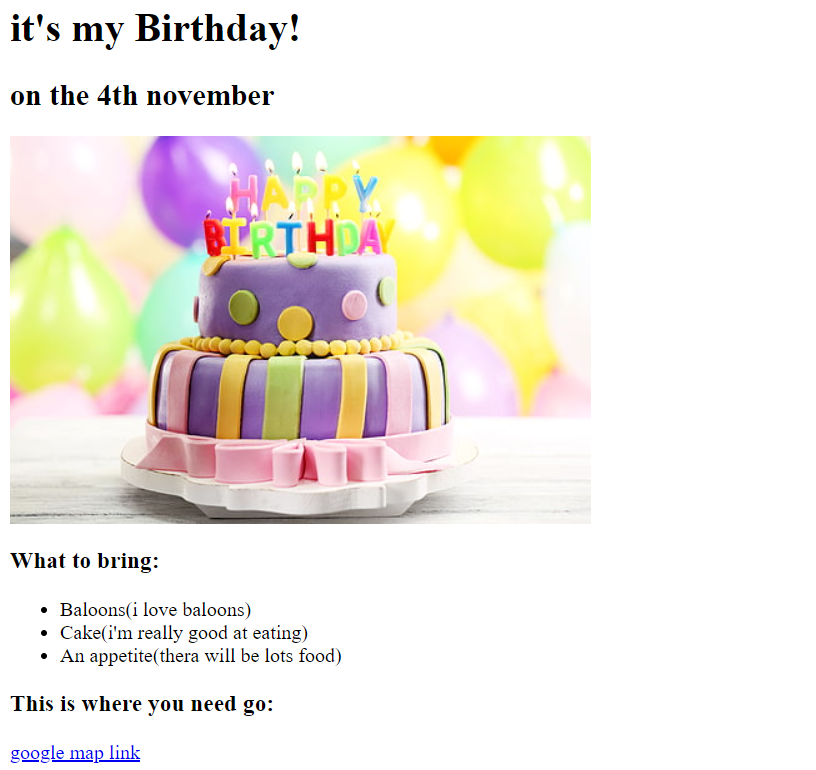 it's my Birthday!
on the 4th november
HAPPY
BIRTHDAY
What to bring:
Baloons(i love baloons)
Cake(i'm really good at eating)
An appetite(thera will be lots food)
This is where you need go:
google map link